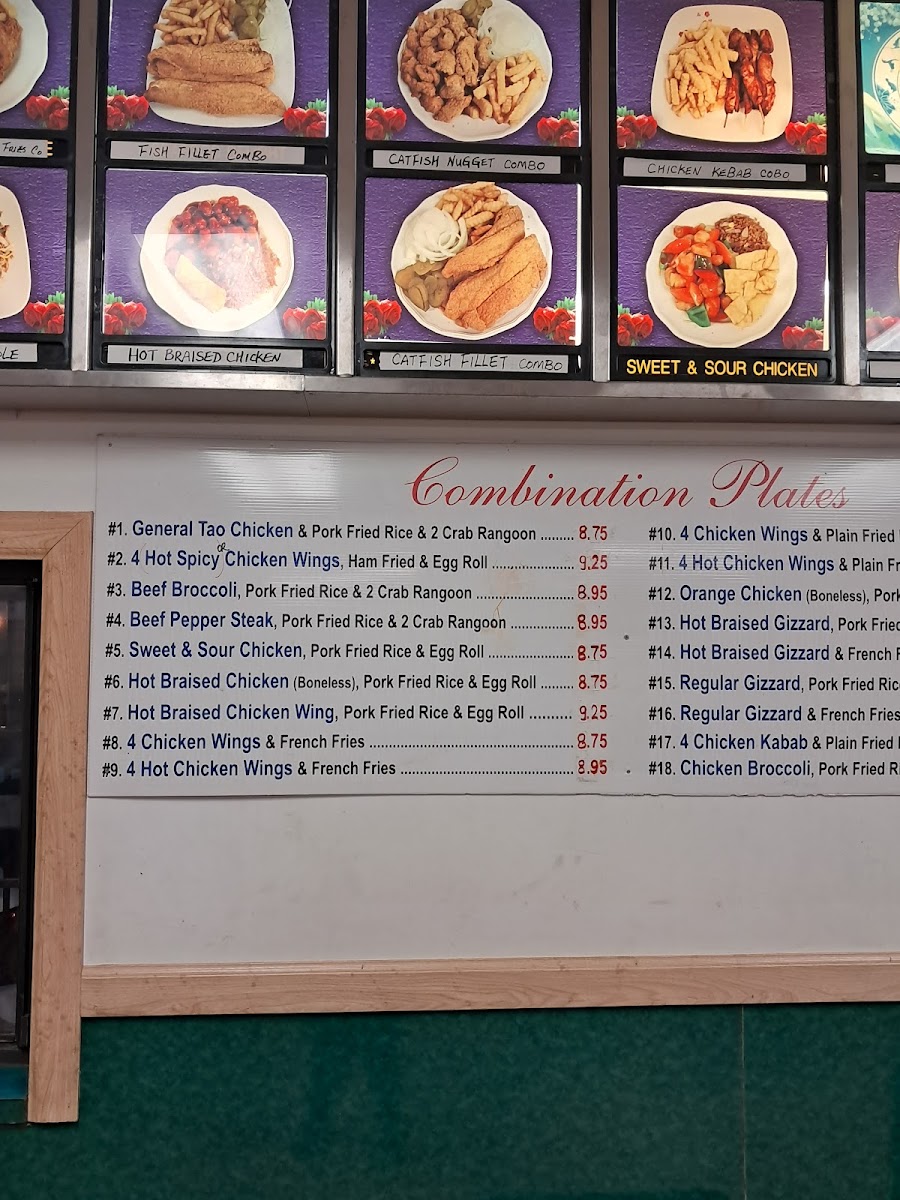 FRIES CO
FISH FILLET COMBO
CATFISH NUGGET COMBO
CHICKEN KEBAB COBO
HOT BRAISED CHICKEN
CATFISH FILLET COMBO
SWEET & SOUR CHICKEN
Combination Plates
#1. General Tao Chicken & Pork Fried Rice & 2 Crab Rangoon ......... 8.75
#2. 4 Hot Spicy or Chicken Wings, Ham Fried & Egg Roll ...................... 9.25
#3. Beef Broccoli, Pork Fried Rice & 2 Crab Rangoon .......................... 8.95
#4. Beef Pepper Steak, Pork Fried Rice & 2 Crab Rangoon ................. 8.95
#5. Sweet & Sour Chicken, Pork Fried Rice & Egg Roll ....................... 8.75
#6. Hot Braised Chicken (Boneless), Pork Fried Rice & Egg Roll ......... 8.75
#7. Hot Braised Chicken Wing, Pork Fried Rice & Egg Roll .......... 9.25
#8. 4 Chicken Wings & French Fries ..................................................... 8.75
#9. 4 Hot Chicken Wings & French Fries ............................................. 8.95
#10. 4 Chicken Wings & Plain Fried
#11. 4 Hot Chicken Wings & Plain Fr
#12. Orange Chicken (Boneless), Pork
#13. Hot Braised Gizzard, Pork Fried
#14. Hot Braised Gizzard & French F
#15. Regular Gizzard, Pork Fried Rice
#16. Regular Gizzard & French Fries
#17. 4 Chicken Kabab & Plain Fried
#18. Chicken Broccoli, Pork Fried Ri